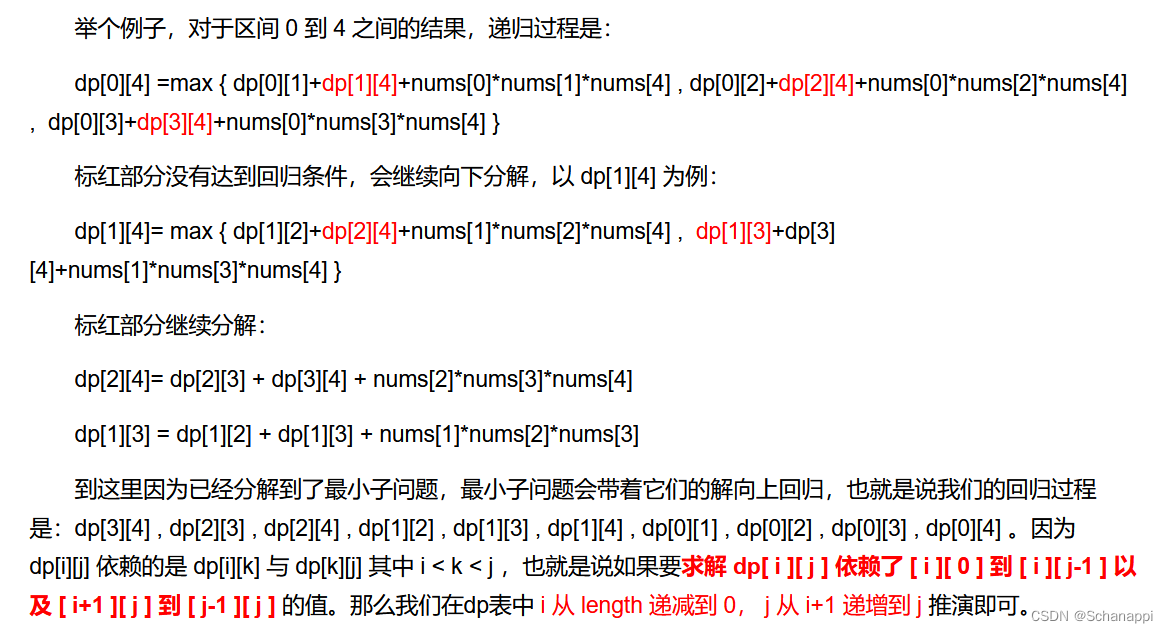 举个例子，对于区间 0 到 4 之间的结果，递归过程是：
dp[0][4] =max { dp[0][1]+dp[1][4]+nums[0]*nums[1]*nums[4] , dp[0][2]+dp[2][4]+nums[0]*nums[2]*nums[4]
, dp[0][3]+dp[3][4]+nums[0]*nums[3]*nums[4] }
标红部分没有达到回归条件，会继续向下分解，以 dp[1][4] 为例：
dp[1][4]= max { dp[1][2]+dp[2][4]+nums[1]*nums[2]*nums[4] , dp[1][3]+dp[3]
[4]+nums[1]*nums[3]*nums[4] }
标红部分继续分解：
dp[2][4]= dp[2][3] + dp[3][4] + nums[2]*nums[3]*nums[4]
dp[1][3] = dp[1][2] + dp[1][3] + nums[1]*nums[2]*nums[3]
到这里因为已经分解到了最小子问题，最小子问题会带着它们的解向上回归，也就是说我们的回归过程
是：dp[3][4] , dp[2][3] , dp[2][4] , dp[1][2] , dp[1][3] , dp[1][4] , dp[0][1] , dp[0][2] , dp[0][3] , dp[0][4] 。因为
dp[i][j] 依赖的是 dp[i][k] 与 dp[k][j] 其中 i < k < j ，也就是说如果要求解 dp[ i ][ j ] 依赖了 [ i ][ 0 ] 到 [ i ][ j-1 ] 以
及 [ i+1 ][ j ] 到 [ j-1 ][ j ] 的值。那么我们在dp表中 i 从 length 递减到 0， j 从 i+1 递增到 j 推演即可。
CSDN @Schanappi